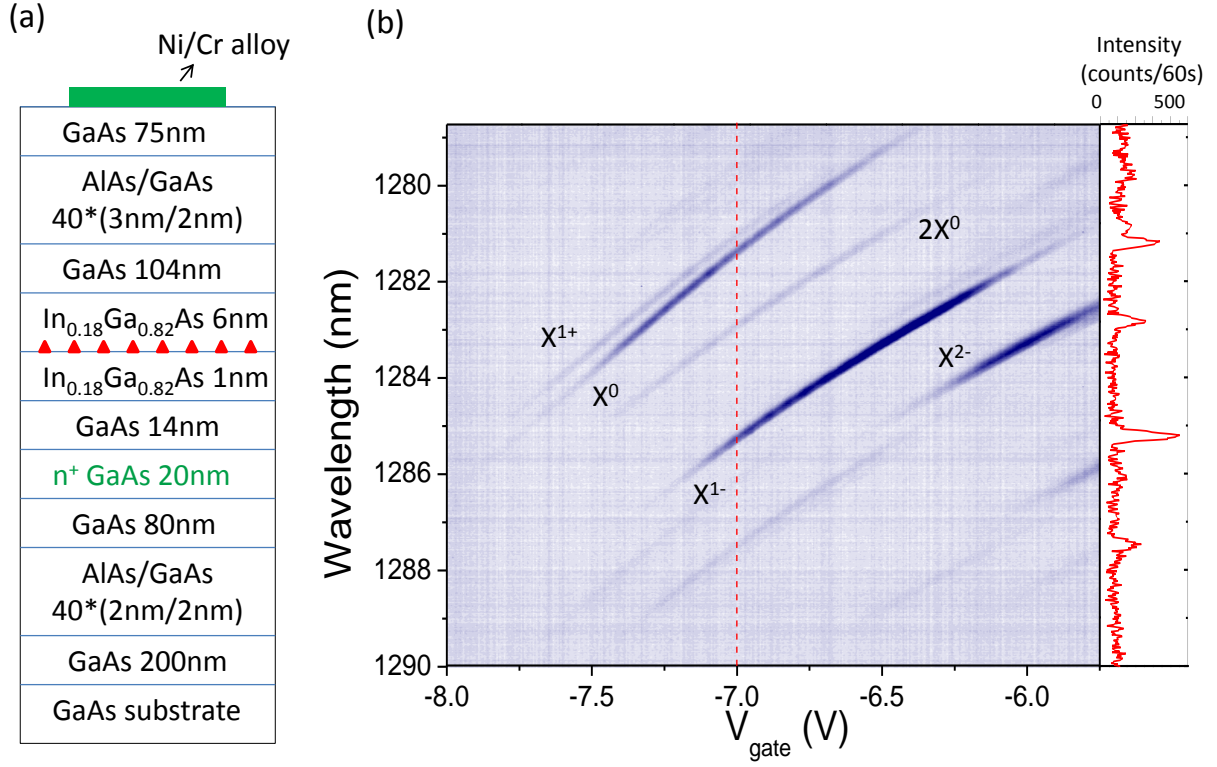 (a)
Ni/Cr alloy
GaAs 75nm
AlAs/GaAs
40*(3nm/2nm)
GaAs 104nm
In₀.₁₈Ga₀.₈₂As 6nm
In₀.₁₈Ga₀.₈₂As 1nm
GaAs 14nm
n⁺ GaAs 20nm
GaAs 80nm
AlAs/GaAs
40*(2nm/2nm)
GaAs 200nm
GaAs substrate
(b)
Intensity
(counts/60s)
0 500
Wavelength (nm)
1280
1282
1284
1286
1288
1290
2X⁰
X¹⁺
X⁰
X²⁻
X¹⁻
-8.0 -7.5 -7.0 -6.5 -6.0
V_gate (V)